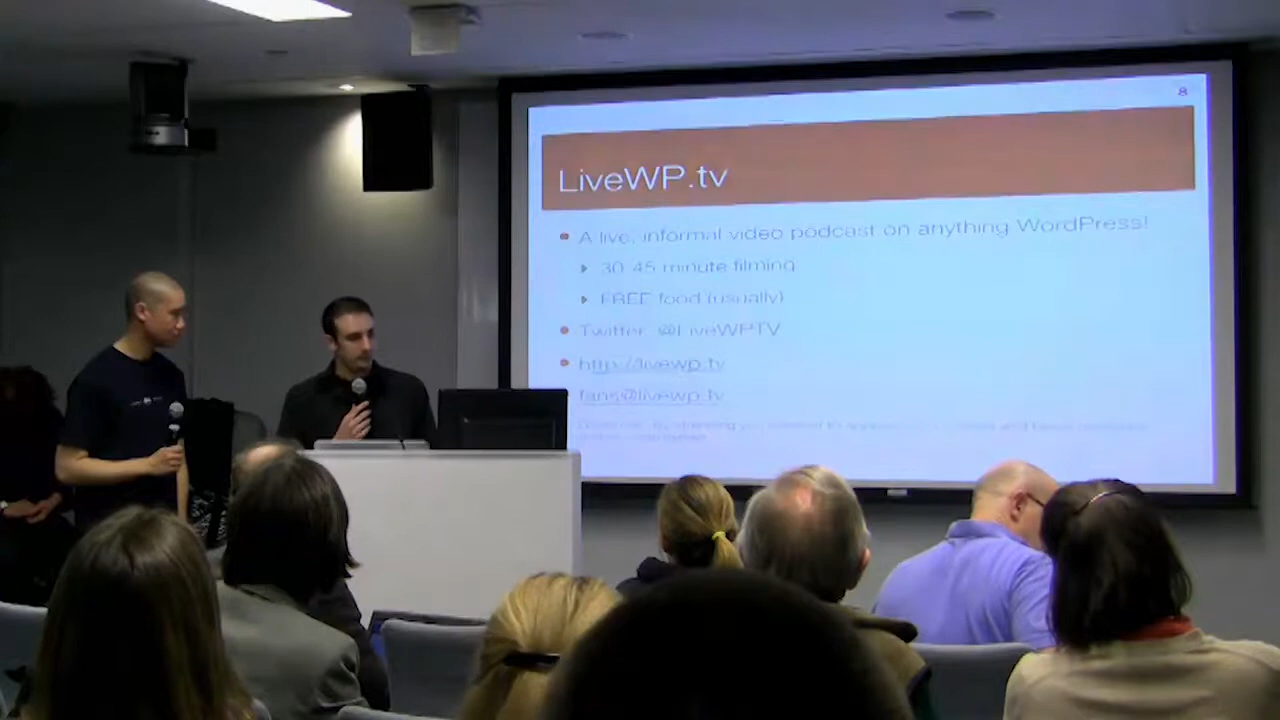 8
LiveWP.tv
A live, informal video podcast on anything WordPress!
30-45 minute filming
FREE food (usually)
Twitter: @LiveWPTV
http://livewp.tv
fans@livewp.tv